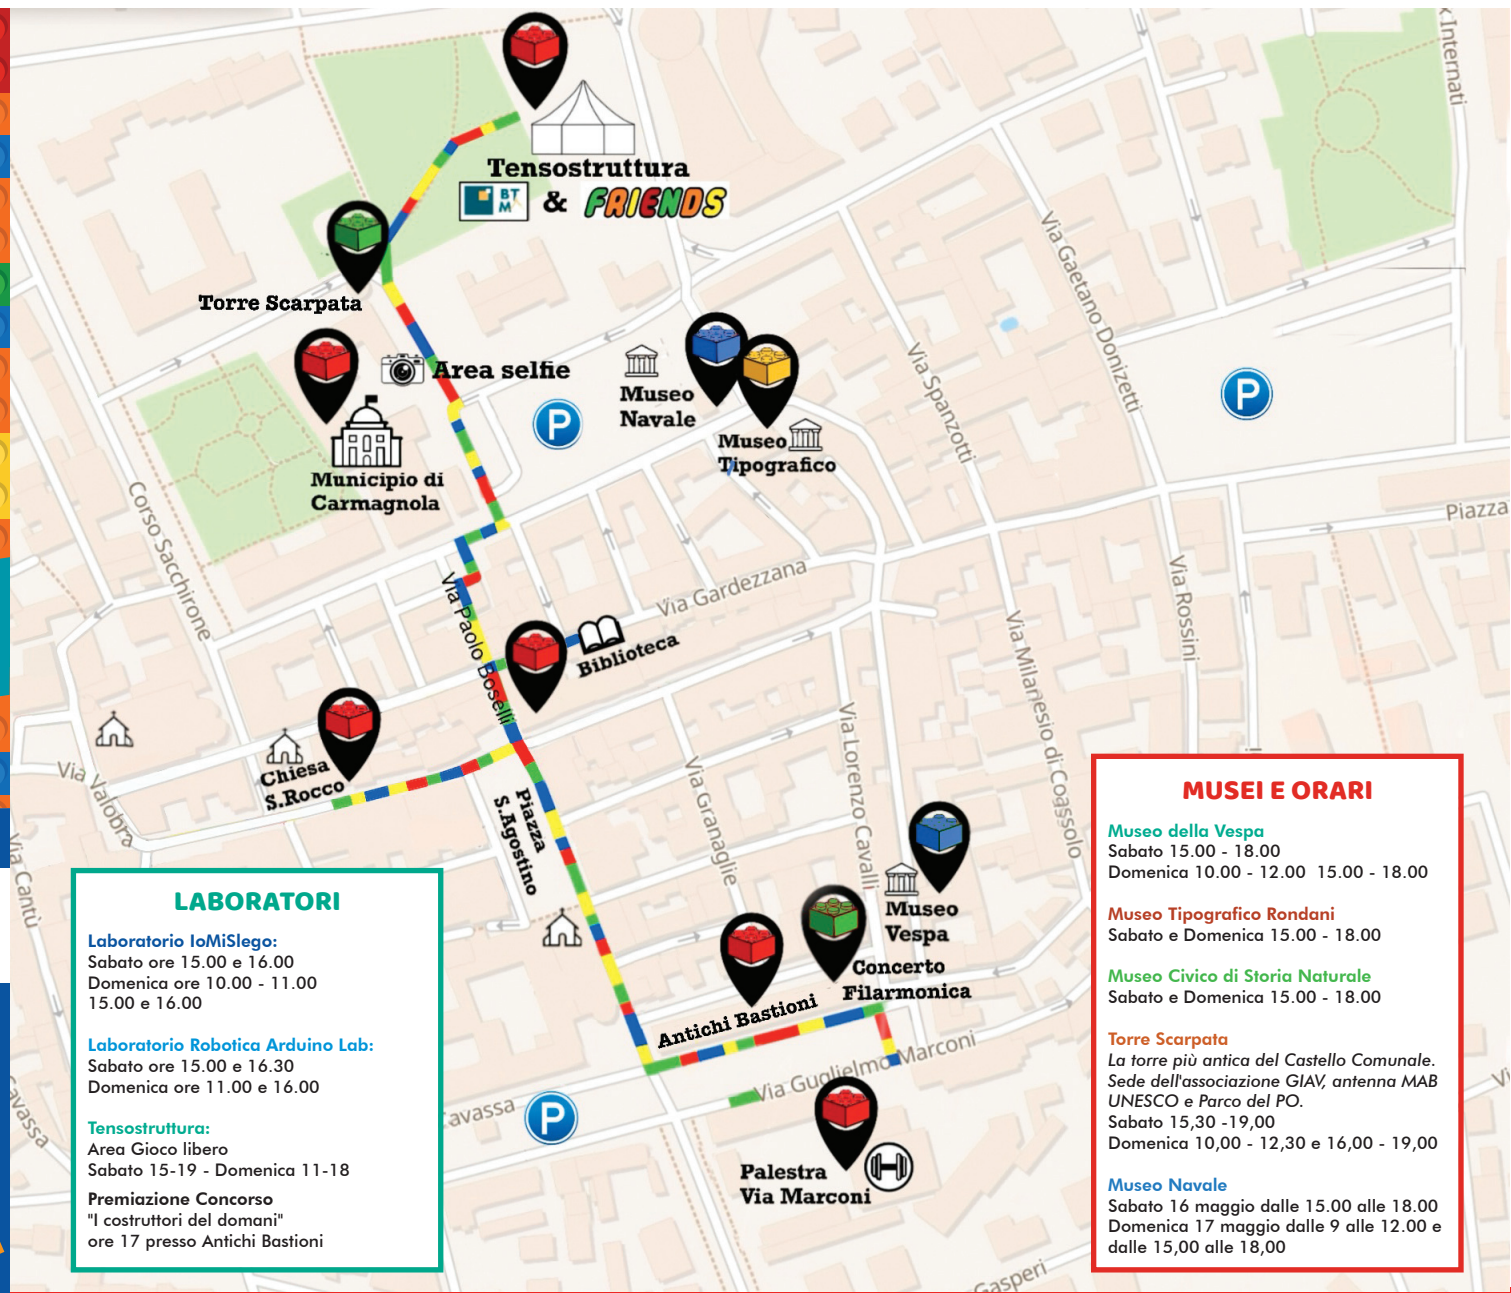 k Internati
Tensostruttura
BT
M
& FRIENDS
Torre Scarpata
Area selfie
Municipio di
Carmagnola
Museo
Navale
Museo
Tipografico
Via Gaetano Donizetti
Via Spanzotti
Piazza
Corso Sacchirone
Via Gardezzana
Via Rossini
Via Paolo Boselli
Biblioteca
Via Milanesio di Coassolo
Chiesa
S.Rocco
Via Valobra
Piazza
S.Agostino
Via Granaglie
Via Lorenzo Cavalli
Via Cantù
Museo
Vespa
Concerto
Filarmonica
Antichi Bastioni
Via Guglielmo Marconi
Cavassa
avassa
Palestra
Via Marconi
Gasperi
Vi
P
P
P
LABORATORI
Laboratorio IoMiSlego:
Sabato ore 15.00 e 16.00
Domenica ore 10.00 - 11.00
15.00 e 16.00
Laboratorio Robotica Arduino Lab:
Sabato ore 15.00 e 16.30
Domenica ore 11.00 e 16.00
Tensostruttura:
Area Gioco libero
Sabato 15-19 - Domenica 11-18
Premiazione Concorso
"I costruttori del domani"
ore 17 presso Antichi Bastioni
MUSEI E ORARI
Museo della Vespa
Sabato 15.00 - 18.00
Domenica 10.00 - 12.00 15.00 - 18.00
Museo Tipografico Rondani
Sabato e Domenica 15.00 - 18.00
Museo Civico di Storia Naturale
Sabato e Domenica 15.00 - 18.00
Torre Scarpata
La torre più antica del Castello Comunale.
Sede dell'associazione GIAV, antenna MAB
UNESCO e Parco del PO.
Sabato 15,30 -19,00
Domenica 10,00 - 12,30 e 16,00 - 19,00
Museo Navale
Sabato 16 maggio dalle 15.00 alle 18.00
Domenica 17 maggio dalle 9 alle 12.00 e
dalle 15,00 alle 18,00